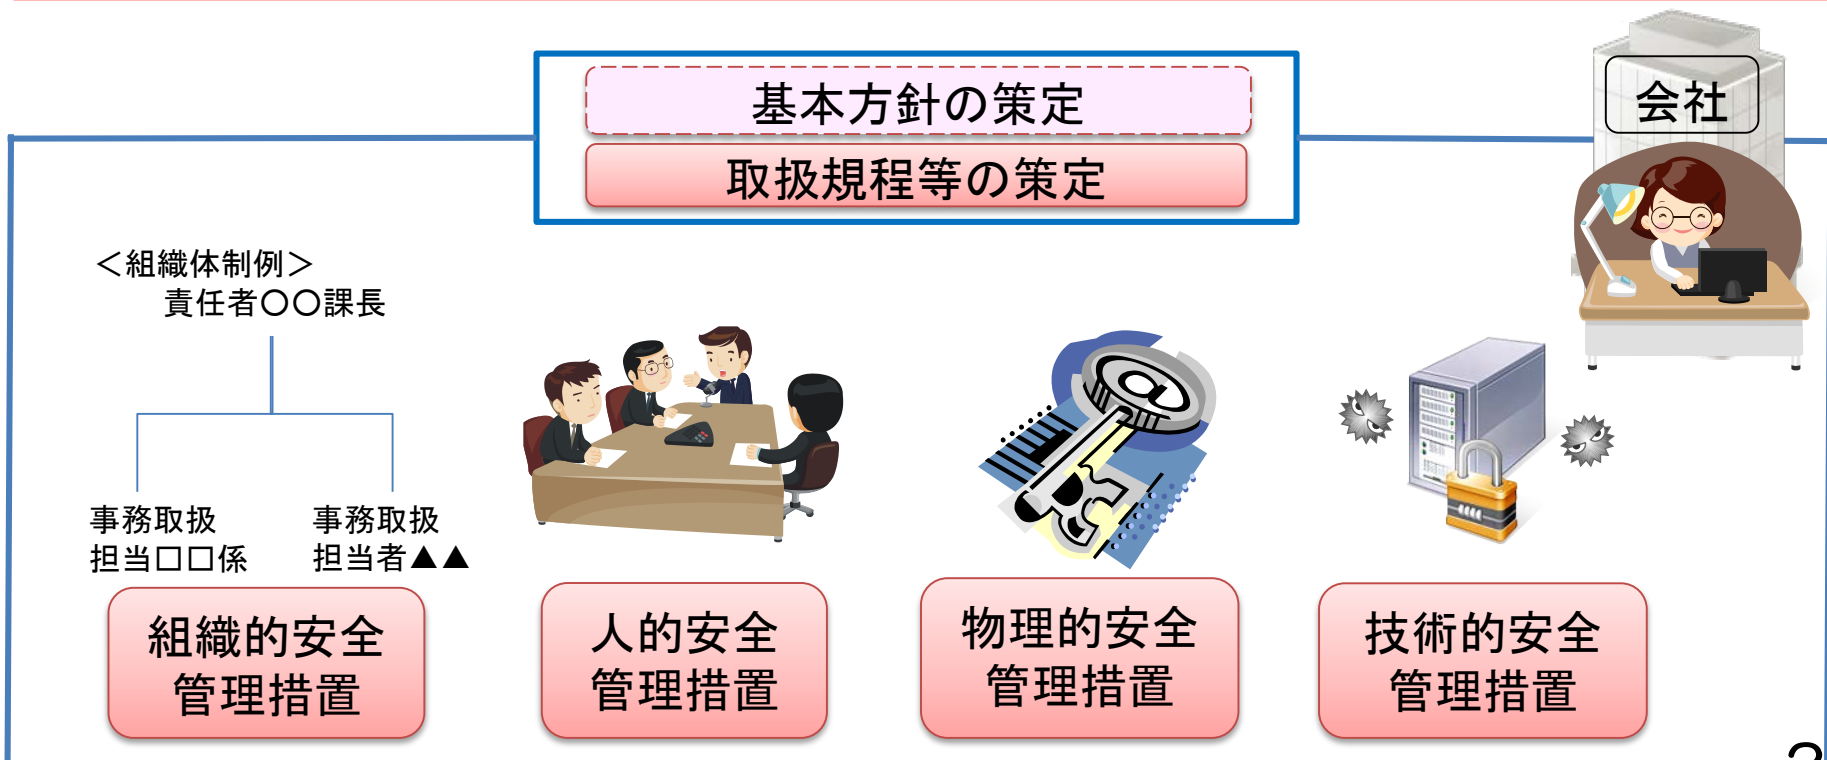 基本方針の策定
会社
取扱規程等の策定
＜組織体制例＞
責任者〇〇課長
事務取扱
担当□□係
事務取扱
担当者▲▲
組織的安全
管理措置
人的安全
管理措置
物理的安全
管理措置
技術的安全
管理措置